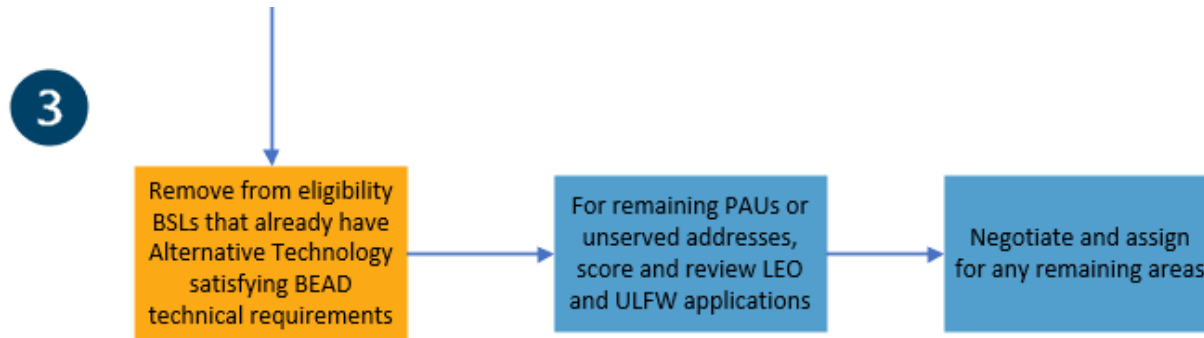 3
Remove from eligibility
BSLs that already have
Alternative Technology
satisfying BEAD
technical requirements
For remaining PAUs or
unserved addresses,
score and review LEO
and ULFW applications
Negotiate and assign
for any remaining areas